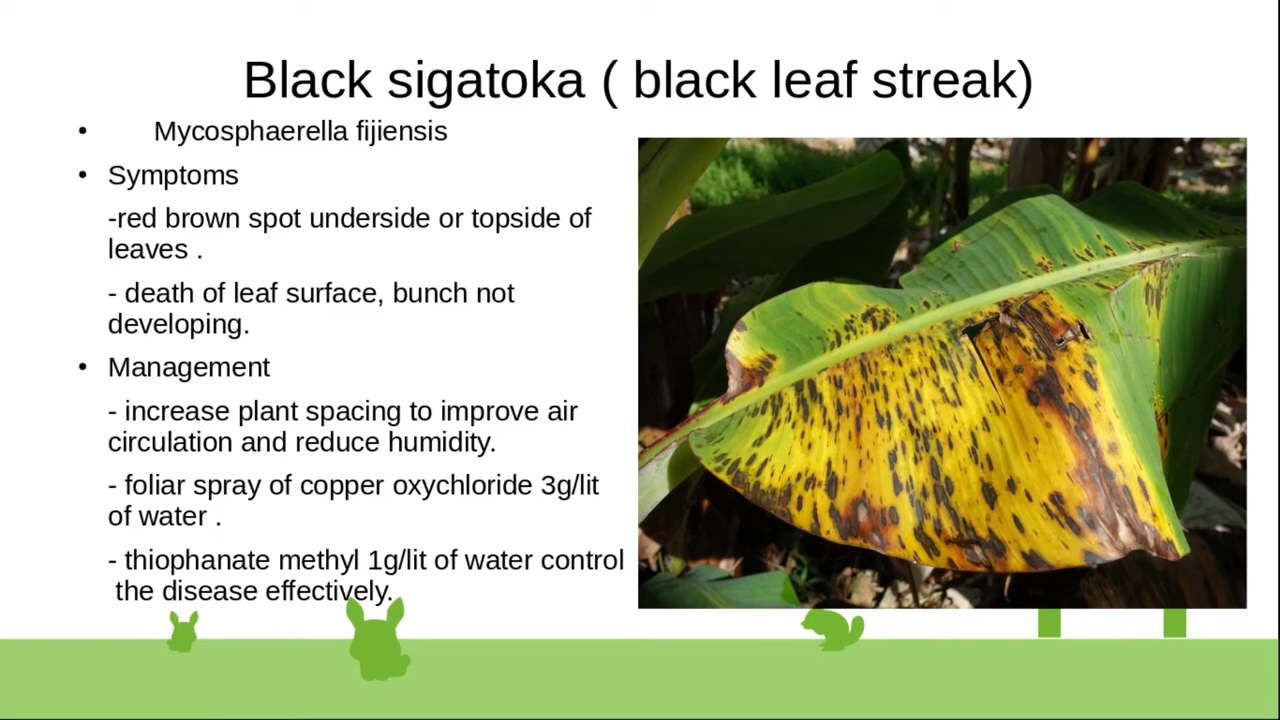 Black sigatoka ( black leaf streak)
• Mycosphaerella fijiensis
• Symptoms
-red brown spot underside or topside of
leaves .
- death of leaf surface, bunch not
developing.
• Management
- increase plant spacing to improve air
circulation and reduce humidity.
- foliar spray of copper oxychloride 3g/lit
of water .
- thiophanate methyl 1g/lit of water control
the disease effectively.